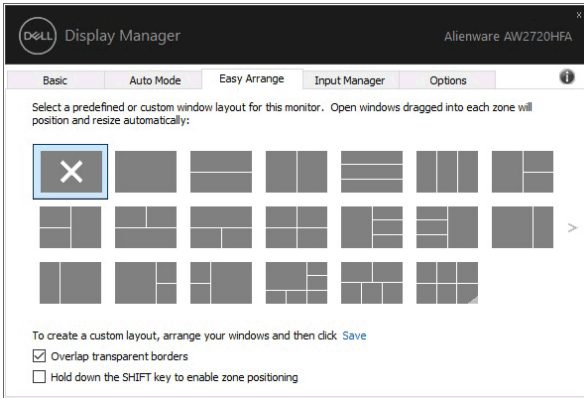 DELL Display Manager
Alienware AW2720HFA
Basic Auto Mode Easy Arrange Input Manager Options
Select a predefined or custom window layout for this monitor. Open windows dragged into each zone will
position and resize automatically:
To create a custom layout, arrange your windows and then click Save
Overlap transparent borders
Hold down the SHIFT key to enable zone positioning